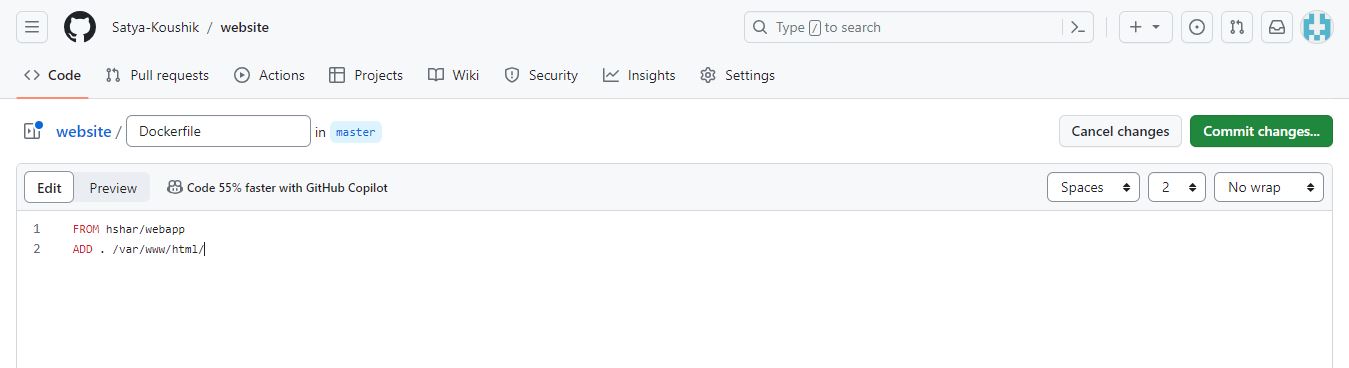 Satya-Koushik / website
Type / to search
Code
Pull requests
Actions
Projects
Wiki
Security
Insights
Settings
website / Dockerfile in master
Cancel changes
Commit changes...
Edit
Preview
Code 55% faster with GitHub Copilot
Spaces
2
No wrap
1 FROM hshar/webapp
2 ADD . /var/www/html/